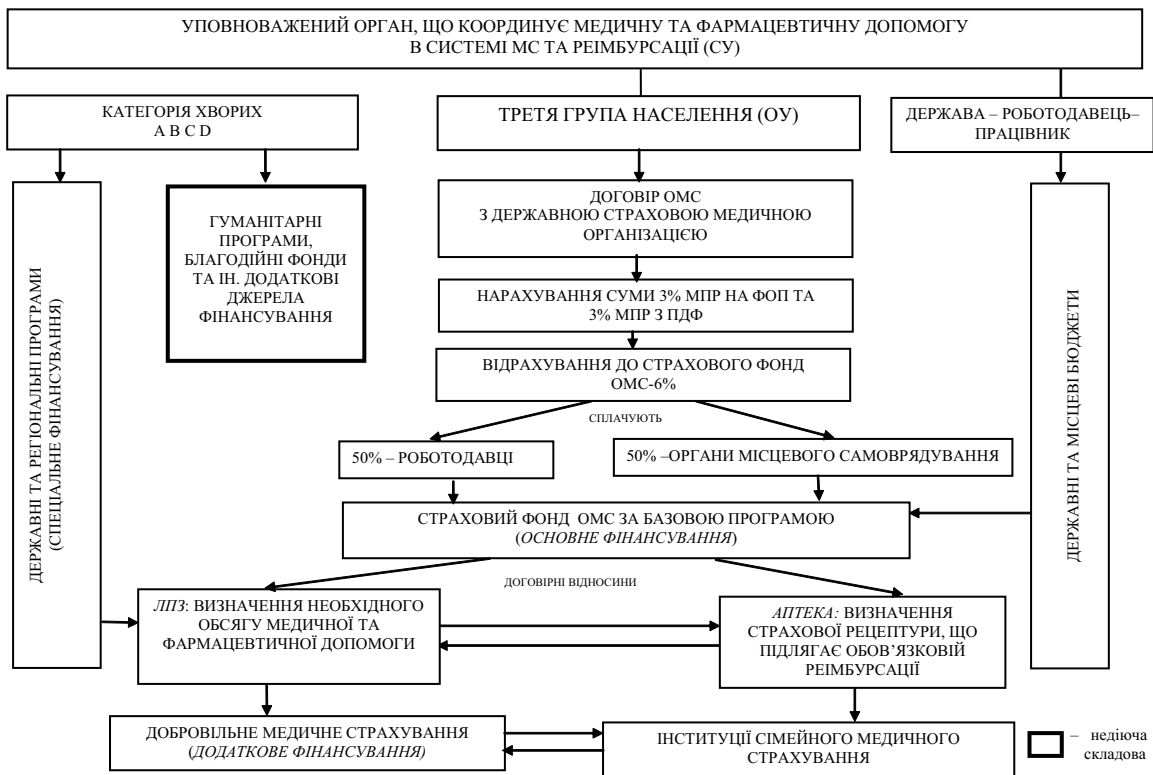 УПОВНОВАЖЕНИЙ ОРГАН, ЩО КООРДИНУЄ МЕДИЧНУ ТА ФАРМАЦЕВТИЧНУ ДОПОМОГУ
В СИСТЕМІ МС ТА РЕІМБУРСАЦІЇ (СУ)
КАТЕГОРІЯ ХВОРИХ
A B C D
ТРЕТЯ ГРУПА НАСЕЛЕННЯ (ОУ)
ДЕРЖАВА – РОБОТОДАВЕЦЬ–
ПРАЦІВНИК
ДЕРЖАВНІ ТА РЕГІОНАЛЬНІ ПРОГРАМИ
(СПЕЦІАЛЬНЕ ФІНАНСУВАННЯ)
ГУМАНІТАРНІ
ПРОГРАМИ,
БЛАГОДІЙНІ ФОНДИ
ТА ІН. ДОДАТКОВІ
ДЖЕРЕЛА
ФІНАНСУВАННЯ
ДОГОВІР ОМС
З ДЕРЖАВНОЮ СТРАХОВОЮ МЕДИЧНОЮ
ОРГАНІЗАЦІЄЮ
НАРАХУВАННЯ СУМИ 3% МПР НА ФОП ТА
3% МПР З ПДФ
ВІДРАХУВАННЯ ДО СТРАХОВОГО ФОНД
ОМС-6%
СПЛАЧУЮТЬ
50% – РОБОТОДАВЦІ
50% –ОРГАНИ МІСЦЕВОГО САМОВРЯДУВАННЯ
СТРАХОВИЙ ФОНД ОМС ЗА БАЗОВОЮ ПРОГРАМОЮ
(ОСНОВНЕ ФІНАНСУВАННЯ)
ДЕРЖАВНІ ТА МІСЦЕВІ БЮДЖЕТИ
ДОГОВІРНІ ВІДНОСИНИ
ЛПЗ: ВИЗНАЧЕННЯ НЕОБХІДНОГО
ОБСЯГУ МЕДИЧНОЇ ТА
ФАРМАЦЕВТИЧНОЇ ДОПОМОГИ
АПТЕКА: ВИЗНАЧЕННЯ
СТРАХОВОЇ РЕЦЕПТУРИ, ЩО
ПІДЛЯГАЄ ОБОВ’ЯЗКОВІЙ
РЕІМБУРСАЦІЇ
ДОБРОВІЛЬНЕ МЕДИЧНЕ СТРАХУВАННЯ
(ДОДАТКОВЕ ФІНАНСУВАННЯ)
ІНСТИТУЦІЇ СІМЕЙНОГО МЕДИЧНОГО
СТРАХУВАННЯ
– недіюча
складова